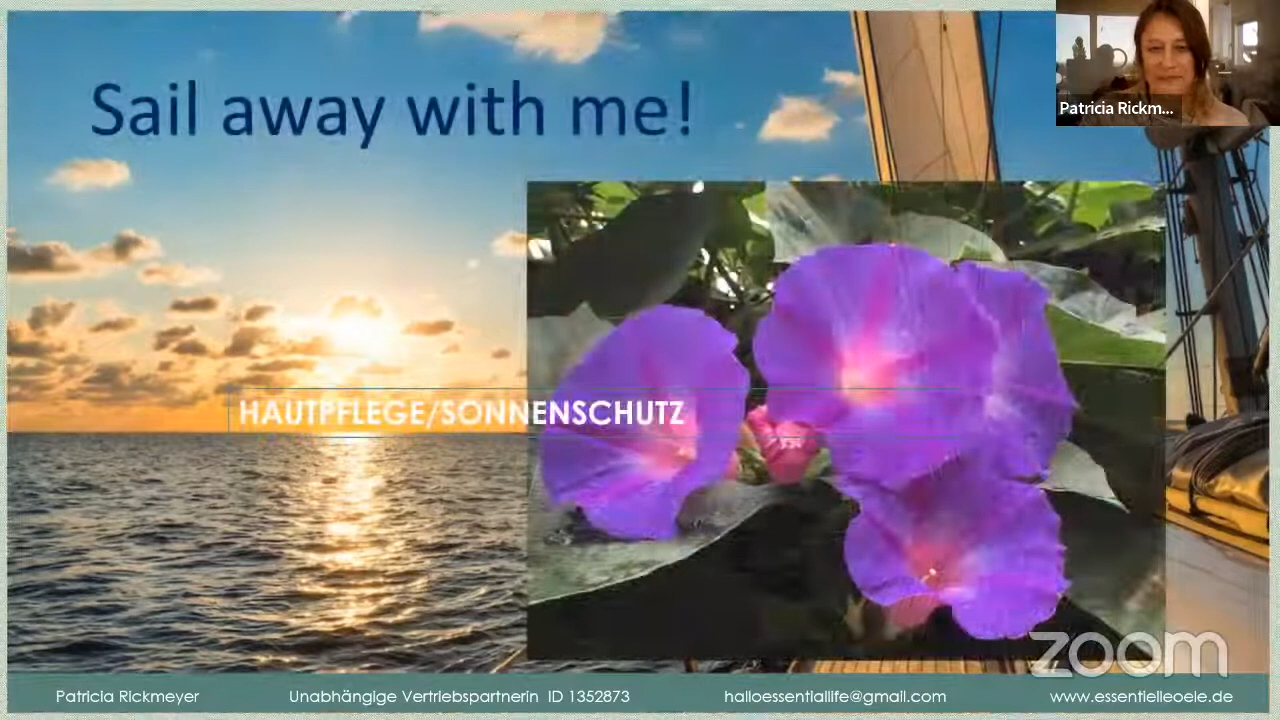 Sail away with me!
Patricia Rickm...
HAUTPFLEGE/SONNENSCHUTZ
zoom
Patricia Rickmeyer Unabhängige Vertriebspartnerin ID 1352873 halloessentiallife@gmail.com www.essentielleoele.de